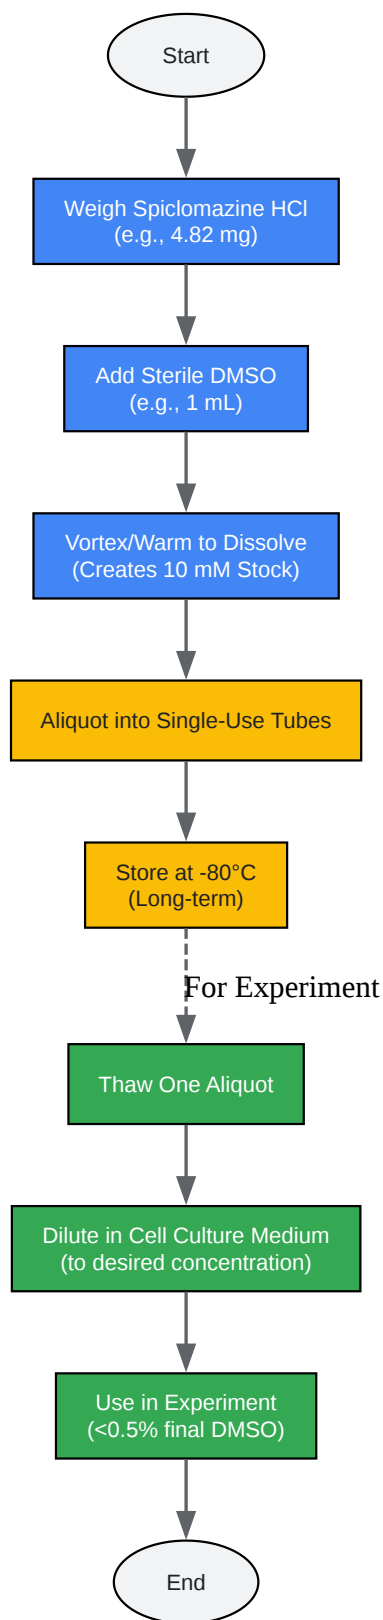 Start
Weigh Spiclomazine HCl
(e.g., 4.82 mg)
Add Sterile DMSO
(e.g., 1 mL)
Vortex/Warm to Dissolve
(Creates 10 mM Stock)
Aliquot into Single-Use Tubes
Store at -80°C
(Long-term)
For Experiment
Thaw One Aliquot
Dilute in Cell Culture Medium
(to desired concentration)
Use in Experiment
(<0.5% final DMSO)
End